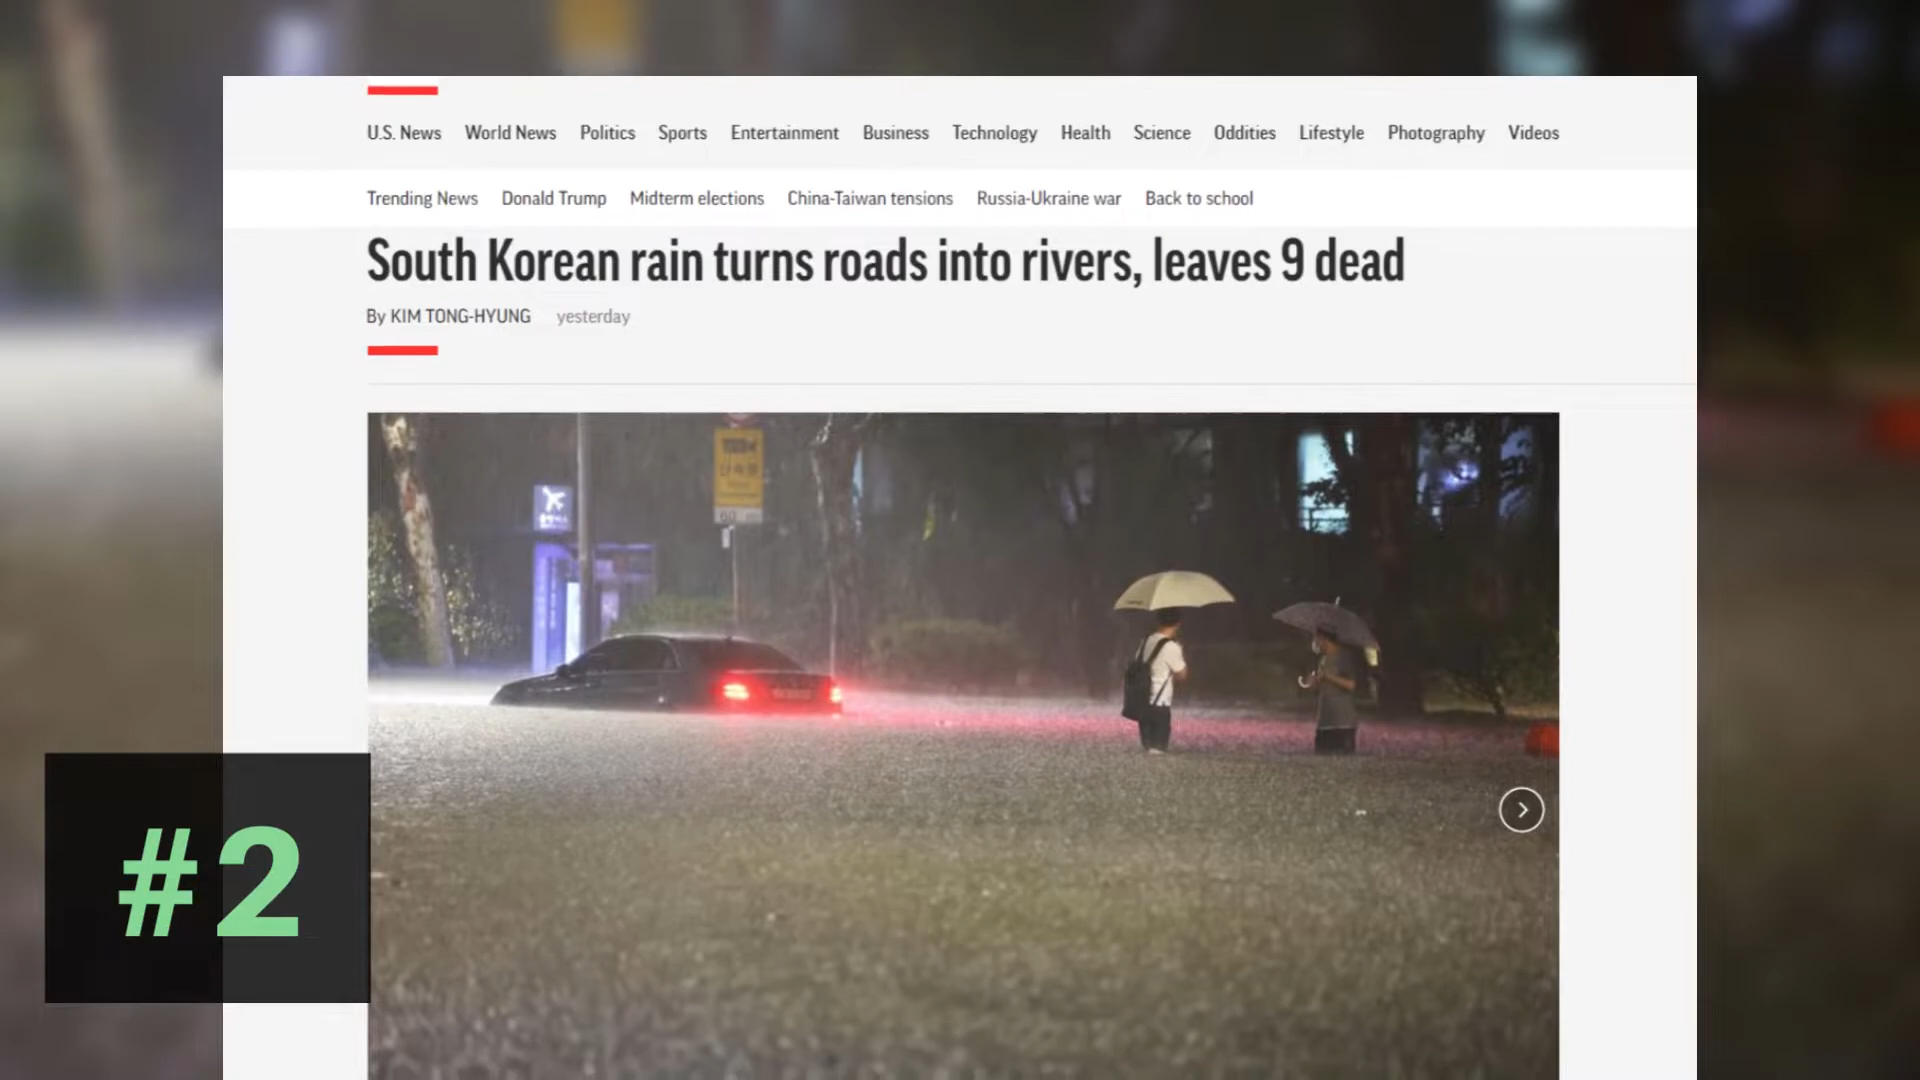 U.S. News World News Politics Sports Entertainment Business Technology Health Science Oddities Lifestyle Photography Videos
Trending News Donald Trump Midterm elections China-Taiwan tensions Russia-Ukraine war Back to school
South Korean rain turns roads into rivers, leaves 9 dead
By KIM TONG-HYUNG yesterday
60
#2